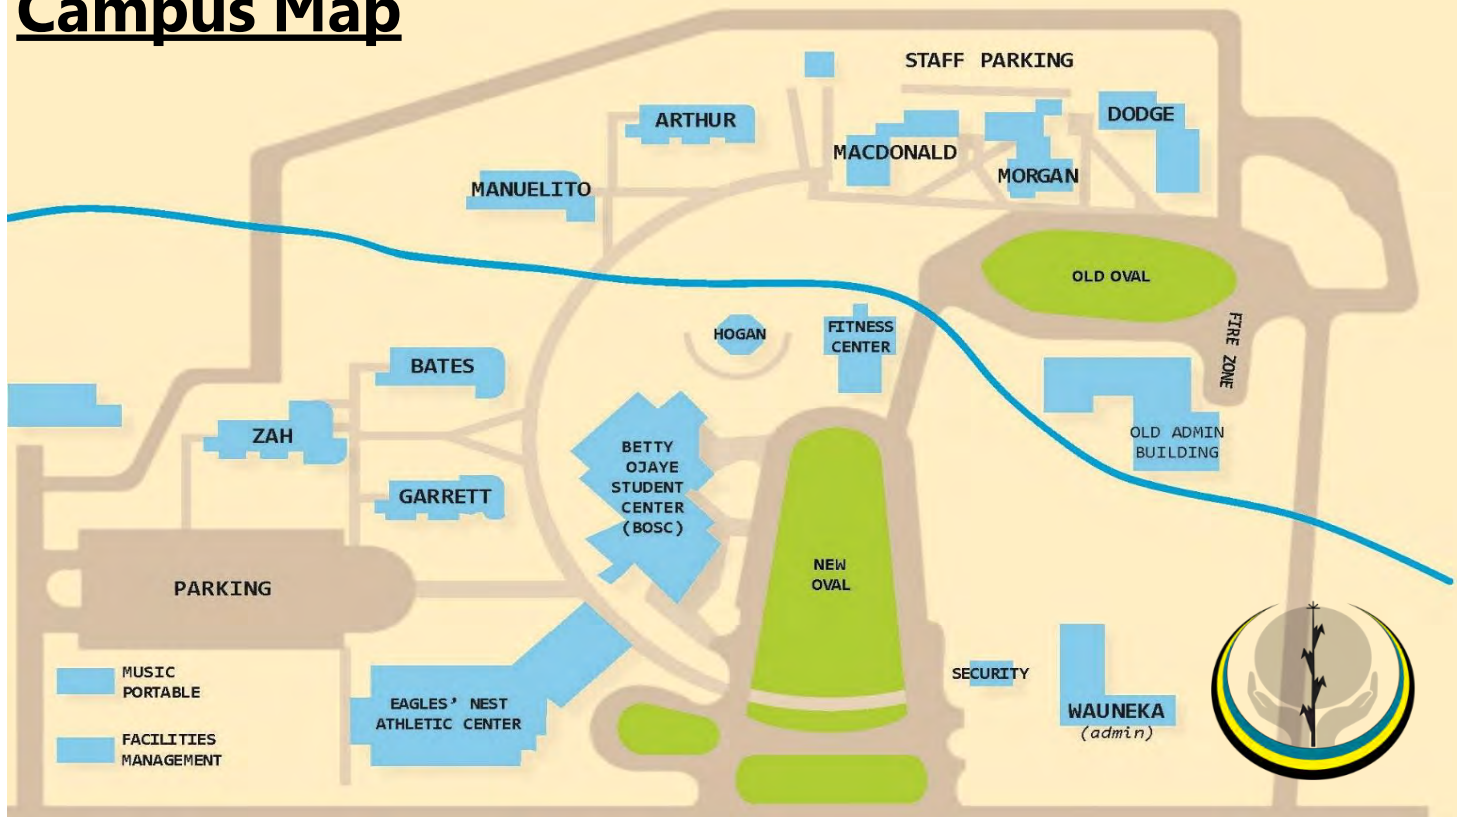 Campus Map
STAFF PARKING
ARTHUR
DODGE
MACDONALD
MORGAN
MANUELITO
OLD OVAL
HOGAN
FITNESS
CENTER
FIRE ZONE
BATES
ZAH
BETTY
OJAYE
STUDENT
CENTER
(BOSC)
OLD ADMIN
BUILDING
GARRETT
NEW
OVAL
PARKING
MUSIC
PORTABLE
SECURITY
EAGLES’ NEST
ATHLETIC CENTER
WAUNEKA
(admin)
FACILITIES
MANAGEMENT